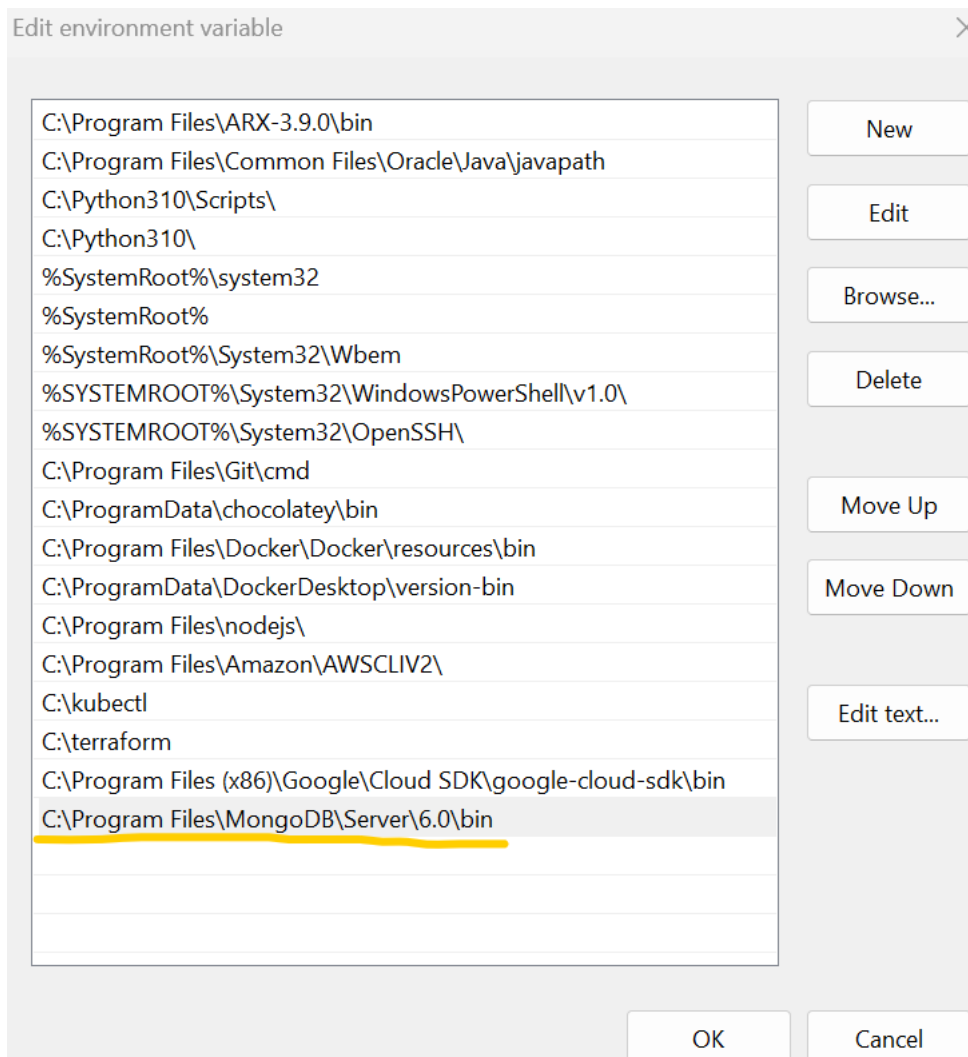 Edit environment variable
C:\Program Files\ARX-3.9.0\bin
C:\Program Files\Common Files\Oracle\Java\javapath
C:\Python310\Scripts\
C:\Python310\
%SystemRoot%\system32
%SystemRoot%
%SystemRoot%\System32\Wbem
%SYSTEMROOT%\System32\WindowsPowerShell\v1.0\
%SYSTEMROOT%\System32\OpenSSH\
C:\Program Files\Git\cmd
C:\ProgramData\chocolatey\bin
C:\Program Files\Docker\Docker\resources\bin
C:\ProgramData\DockerDesktop\version-bin
C:\Program Files\nodejs\
C:\Program Files\Amazon\AWSCLIV2\
C:\kubectl
C:\terraform
C:\Program Files (x86)\Google\Cloud SDK\google-cloud-sdk\bin
C:\Program Files\MongoDB\Server\6.0\bin
New
Edit
Browse...
Delete
Move Up
Move Down
Edit text...
OK
Cancel